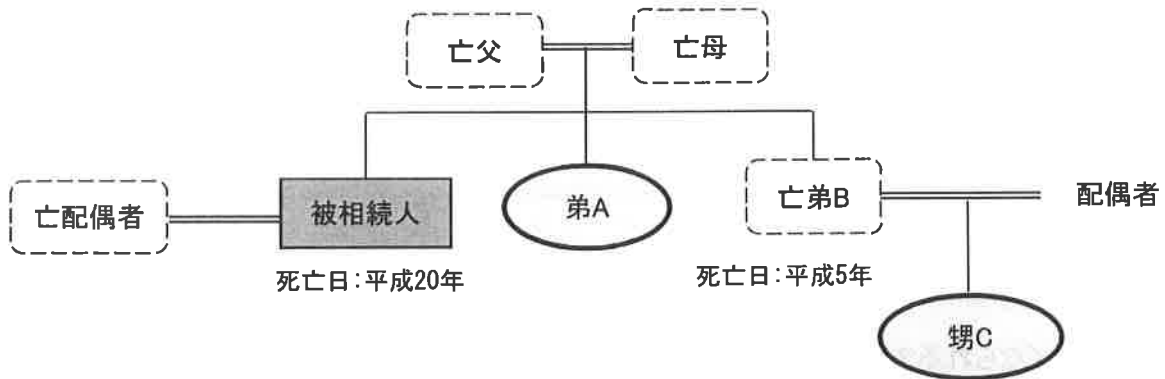 亡父
亡母
亡配偶者
被相続人
弟A
亡弟B
配偶者
死亡日:平成20年
死亡日:平成5年
甥C